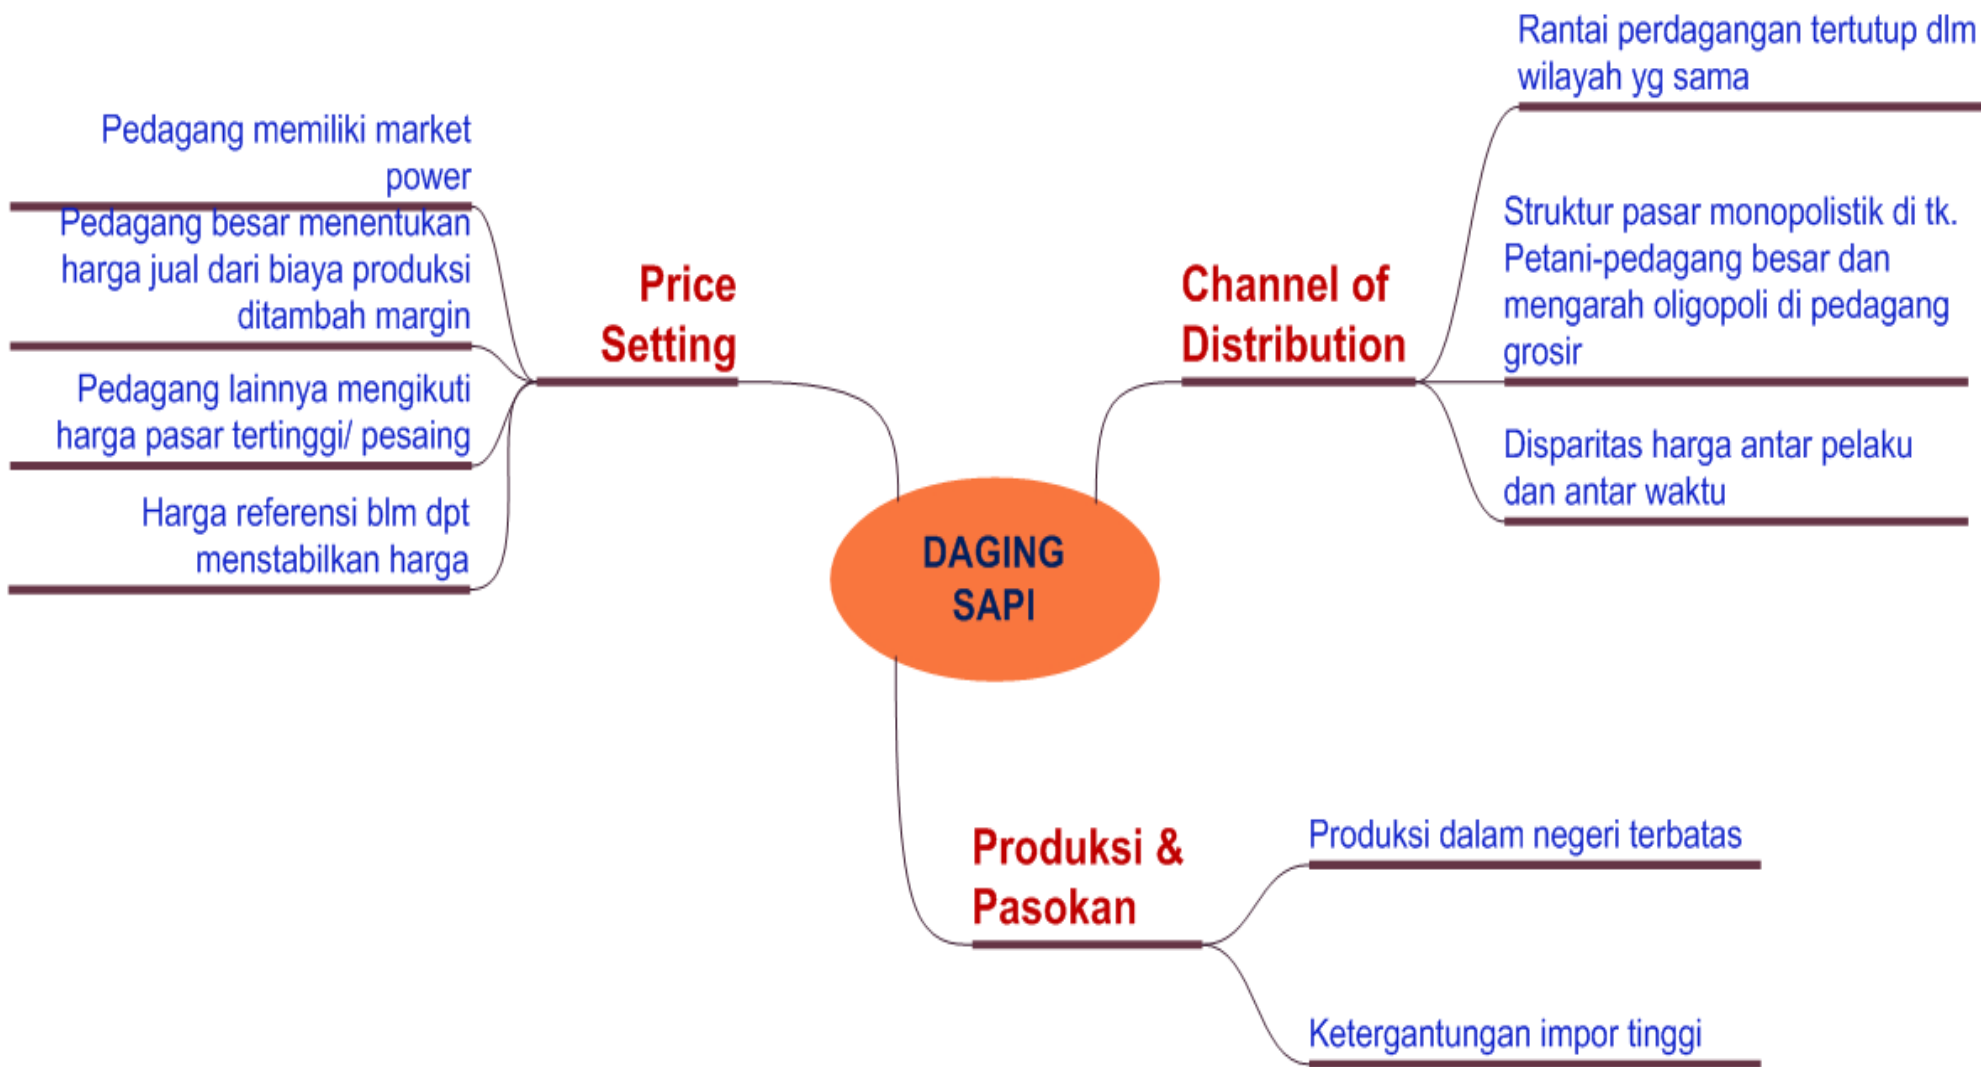 Pedagang memiliki market
power
Pedagang besar menentukan
harga jual dari biaya produksi
ditambah margin
Pedagang lainnya mengikuti
harga pasar tertinggi/ pesaing
Harga referensi blm dpt
menstabilkan harga
Price
Setting
DAGING
SAPI
Channel of
Distribution
Rantai perdagangan tertutup dlm
wilayah yg sama
Struktur pasar monopolistik di tk.
Petani-pedagang besar dan
mengarah oligopoli di pedagang
grosir
Disparitas harga antar pelaku
dan antar waktu
Produksi &
Pasokan
Produksi dalam negeri terbatas
Ketergantungan impor tinggi